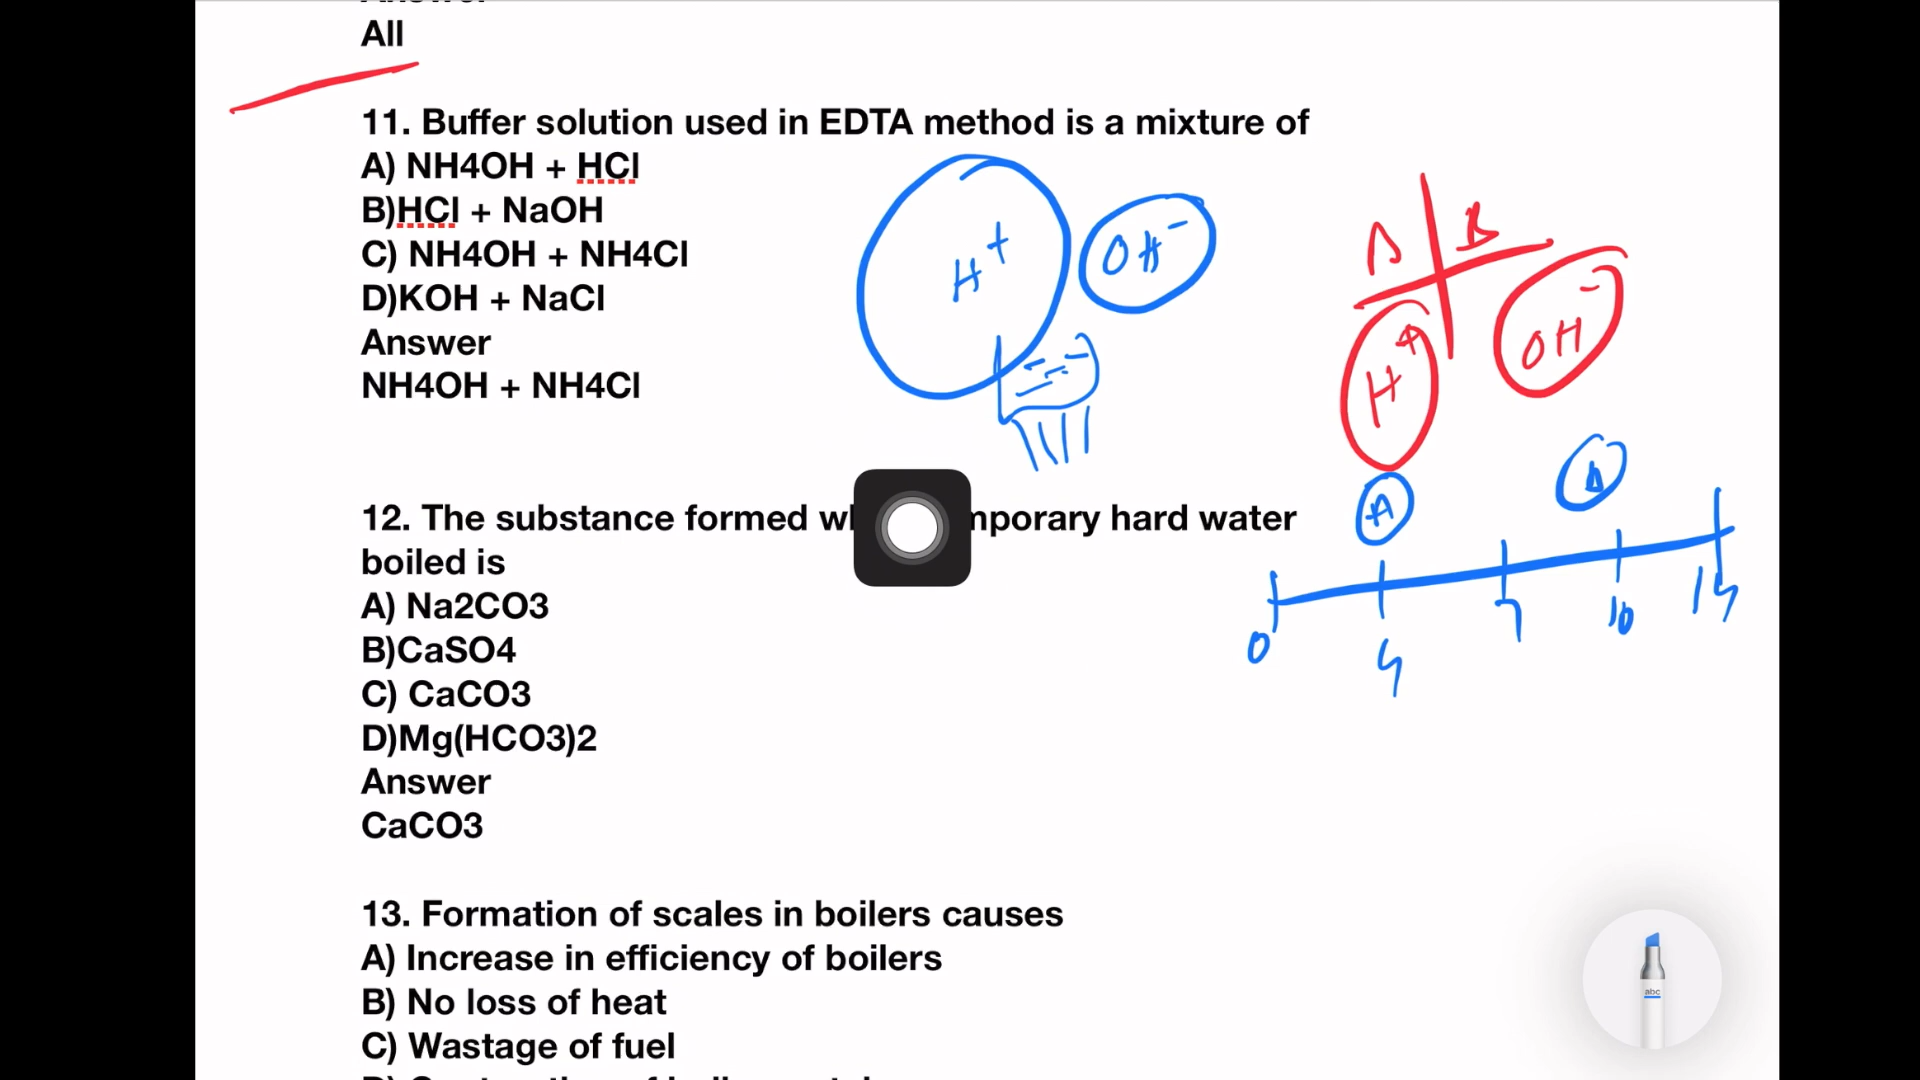 All
11. Buffer solution used in EDTA method is a mixture of
A) NH4OH + HCl
B)HCl + NaOH
C) NH4OH + NH4Cl
D)KOH + NaCl
Answer
NH4OH + NH4Cl
H+
OH-
A B
H+
OH-
A
0 4 7 10 14
12. The substance formed mporary hard water
boiled is
A) Na2CO3
B)CaSO4
C) CaCO3
D)Mg(HCO3)2
Answer
CaCO3
13. Formation of scales in boilers causes
A) Increase in efficiency of boilers
B) No loss of heat
C) Wastage of fuel
abc